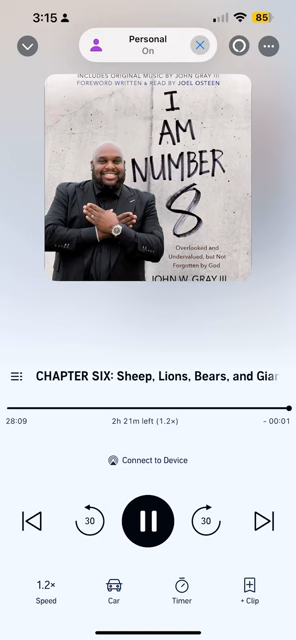 3:15
85
Personal
On
INCLUDES ORIGINAL MUSIC BY JOHN GRAY III
FOREWORD WRITTEN & READ BY JOEL OSTEEN
I
AM
NUMBER
8
Overlooked and
Undervalued, but Not
Forgotten by God
JOHN W. GRAY III
CHAPTER SIX: Sheep, Lions, Bears, and Gian
28:09
2h 21m left (1.2x)
- 00:01
Connect to Device
30
30
1.2×
Speed
Car
Timer
+ Clip